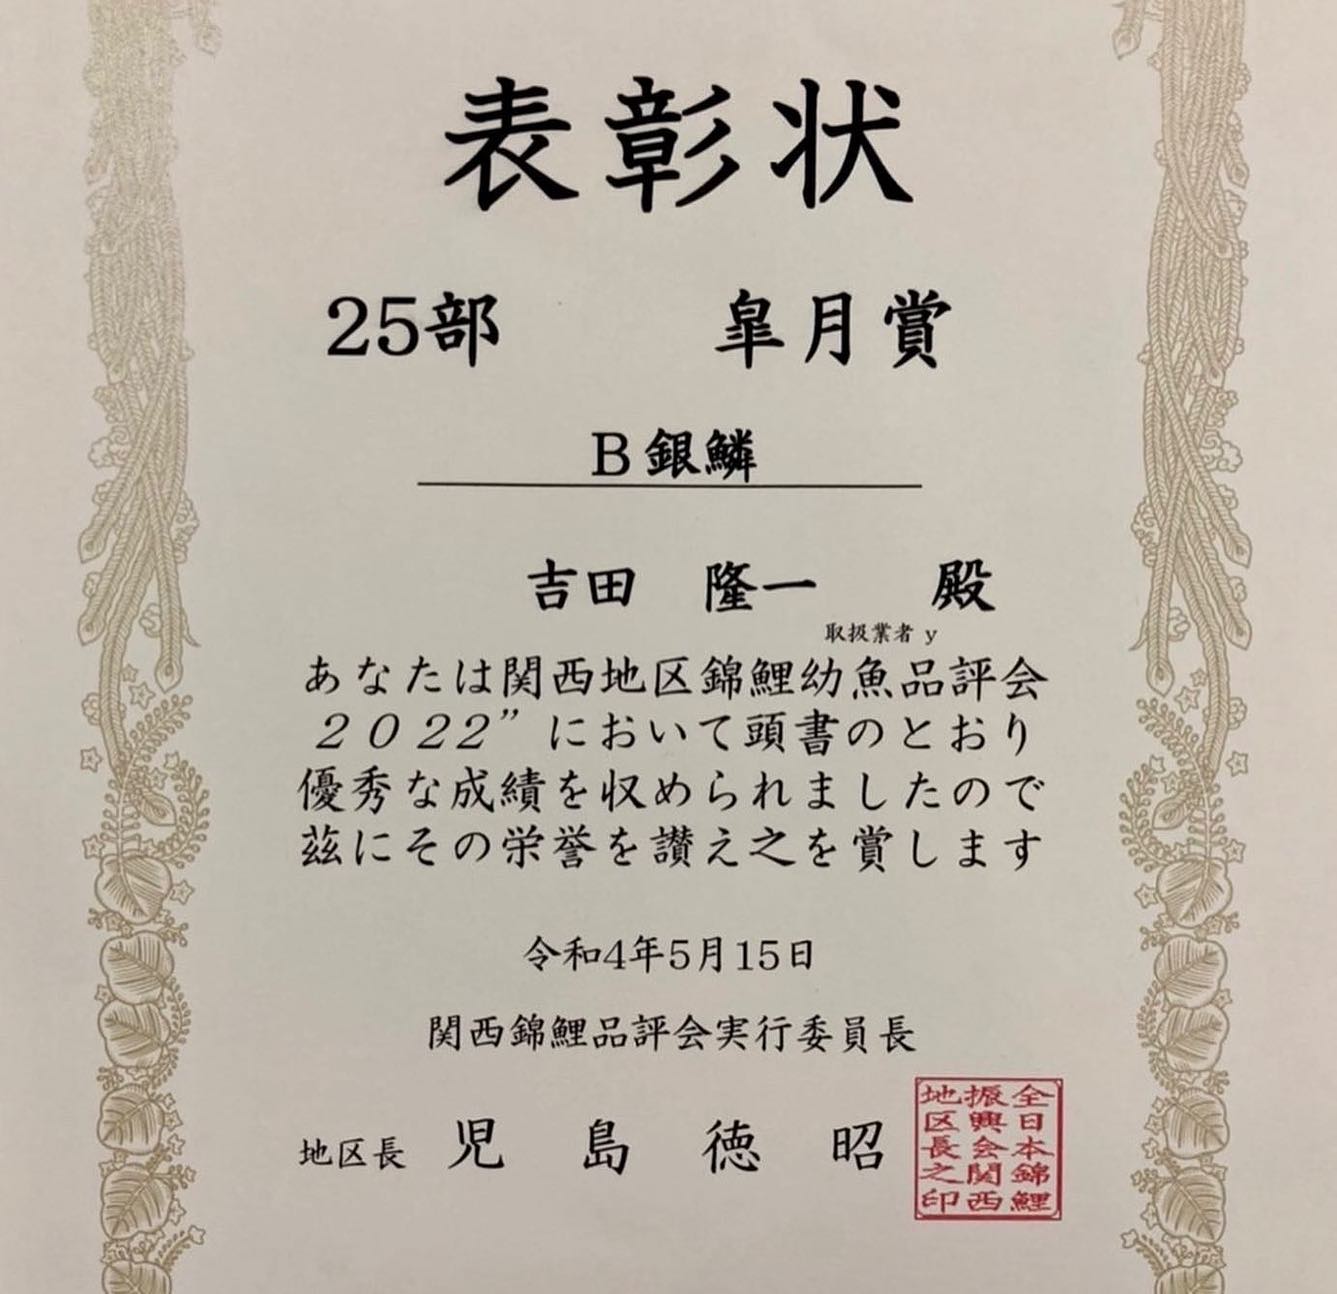 表彰状
25部 皐月賞
B 銀鱗
吉田 隆一 殿
取扱業者 y
あなたは関西地区錦鯉幼魚品評会
2022”において頭書のとおり
優秀な成績を収められましたので
茲にその栄誉を讃え之を賞します
令和4年5月15日
関西錦鯉品評会実行委員長
地区長 児島徳昭
全日本錦鯉
振興会関西
地区長之印